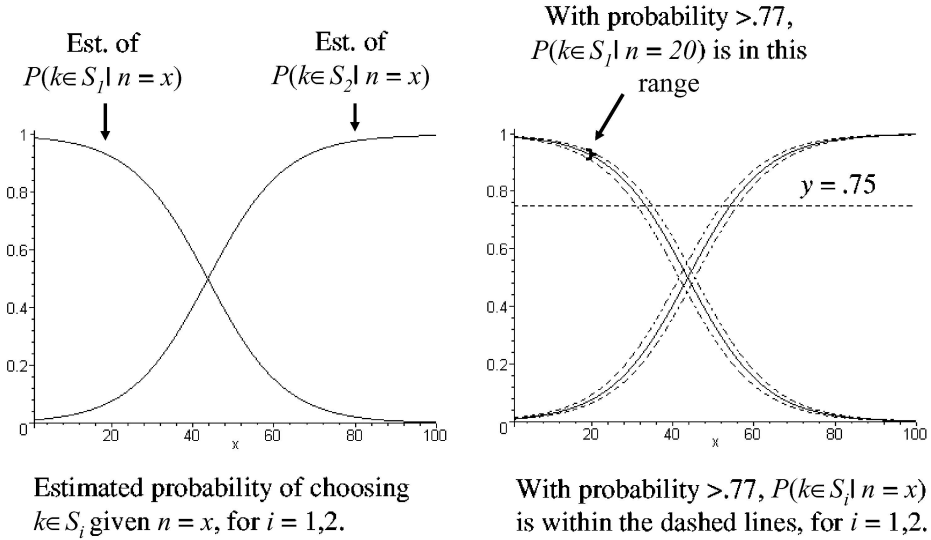 Est. of
P(k∈S₁| n = x)
Est. of
P(k∈S₂| n = x)
1
0.8
0.6
0.4
0.2
0
20
40
60
80
100
x
Estimated probability of choosing
k∈Sᵢ given n = x, for i = 1,2.
With probability >.77,
P(k∈S₁| n = 20) is in this
range
y = .75
1
0.8
0.6
0.4
0.2
0
20
40
60
80
100
x
With probability >.77, P(k∈Sᵢ| n = x)
is within the dashed lines, for i = 1,2.